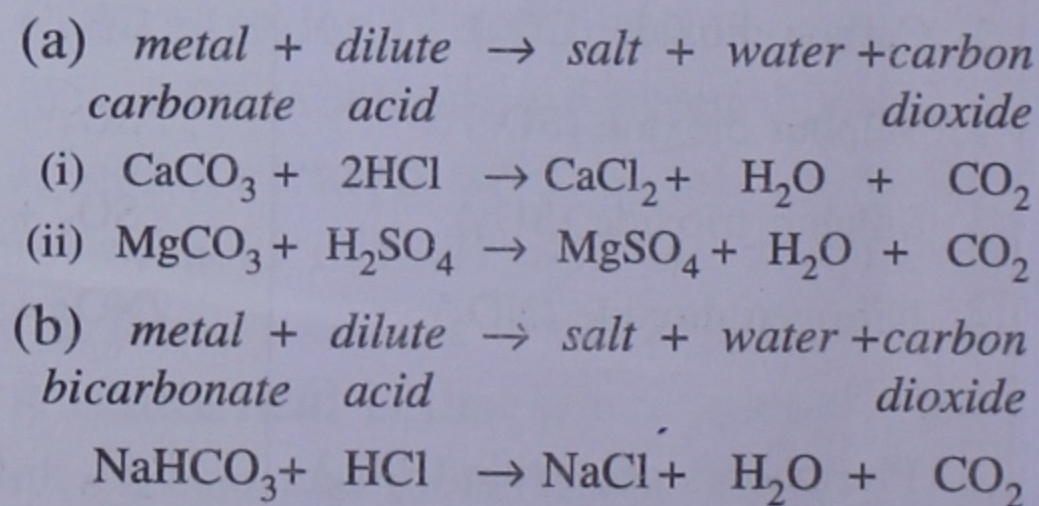 (a) metal + dilute → salt + water +carbon
carbonate acid dioxide
(i) CaCO₃ + 2HCl → CaCl₂ + H₂O + CO₂
(ii) MgCO₃ + H₂SO₄ → MgSO₄ + H₂O + CO₂
(b) metal + dilute → salt + water +carbon
bicarbonate acid dioxide
NaHCO₃+ HCl → NaCl + H₂O + CO₂